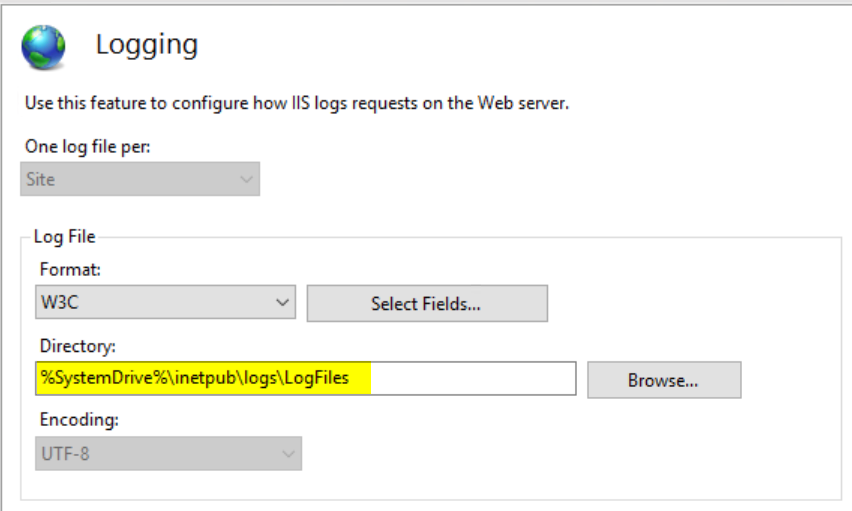 Logging
Use this feature to configure how IIS logs requests on the Web server.
One log file per:
Site
Log File
Format:
W3C
Select Fields...
Directory:
%SystemDrive%\inetpub\logs\LogFiles
Browse...
Encoding:
UTF-8